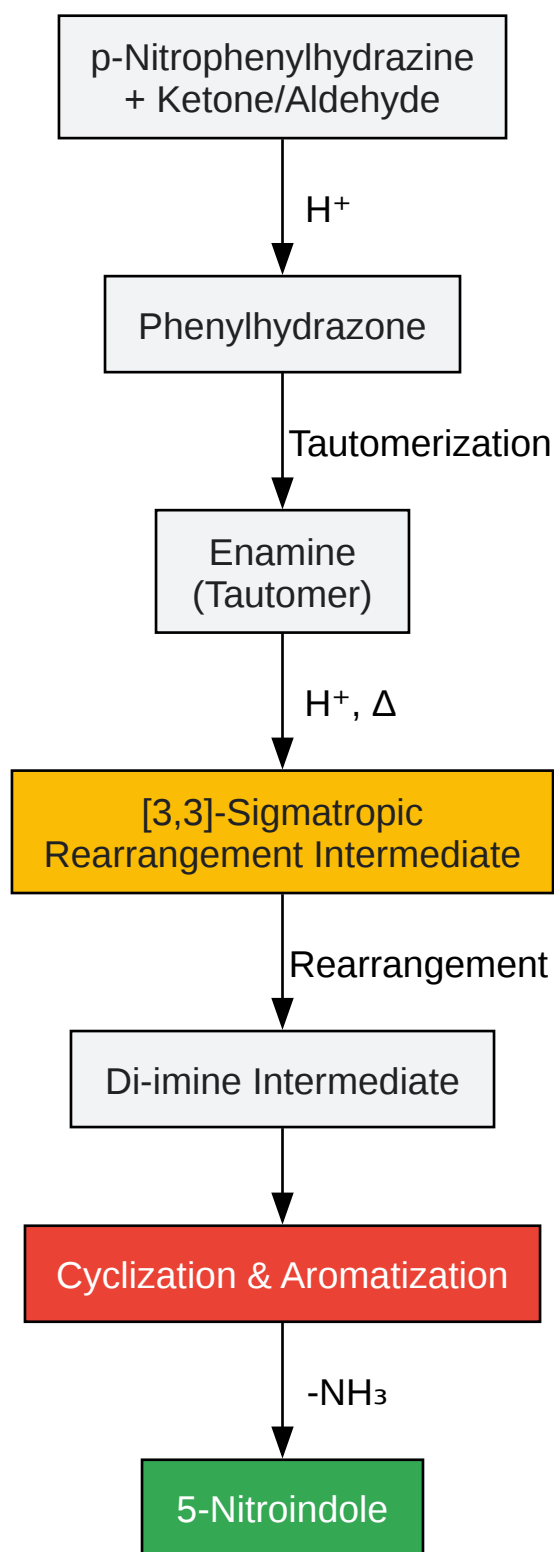 p-Nitrophenylhydrazine
+ Ketone/Aldehyde
H⁺
Phenylhydrazone
Tautomerization
Enamine
(Tautomer)
H⁺, Δ
[3,3]-Sigmatropic
Rearrangement Intermediate
Rearrangement
Di-imine Intermediate
Cyclization & Aromatization
-NH₃
5-Nitroindole